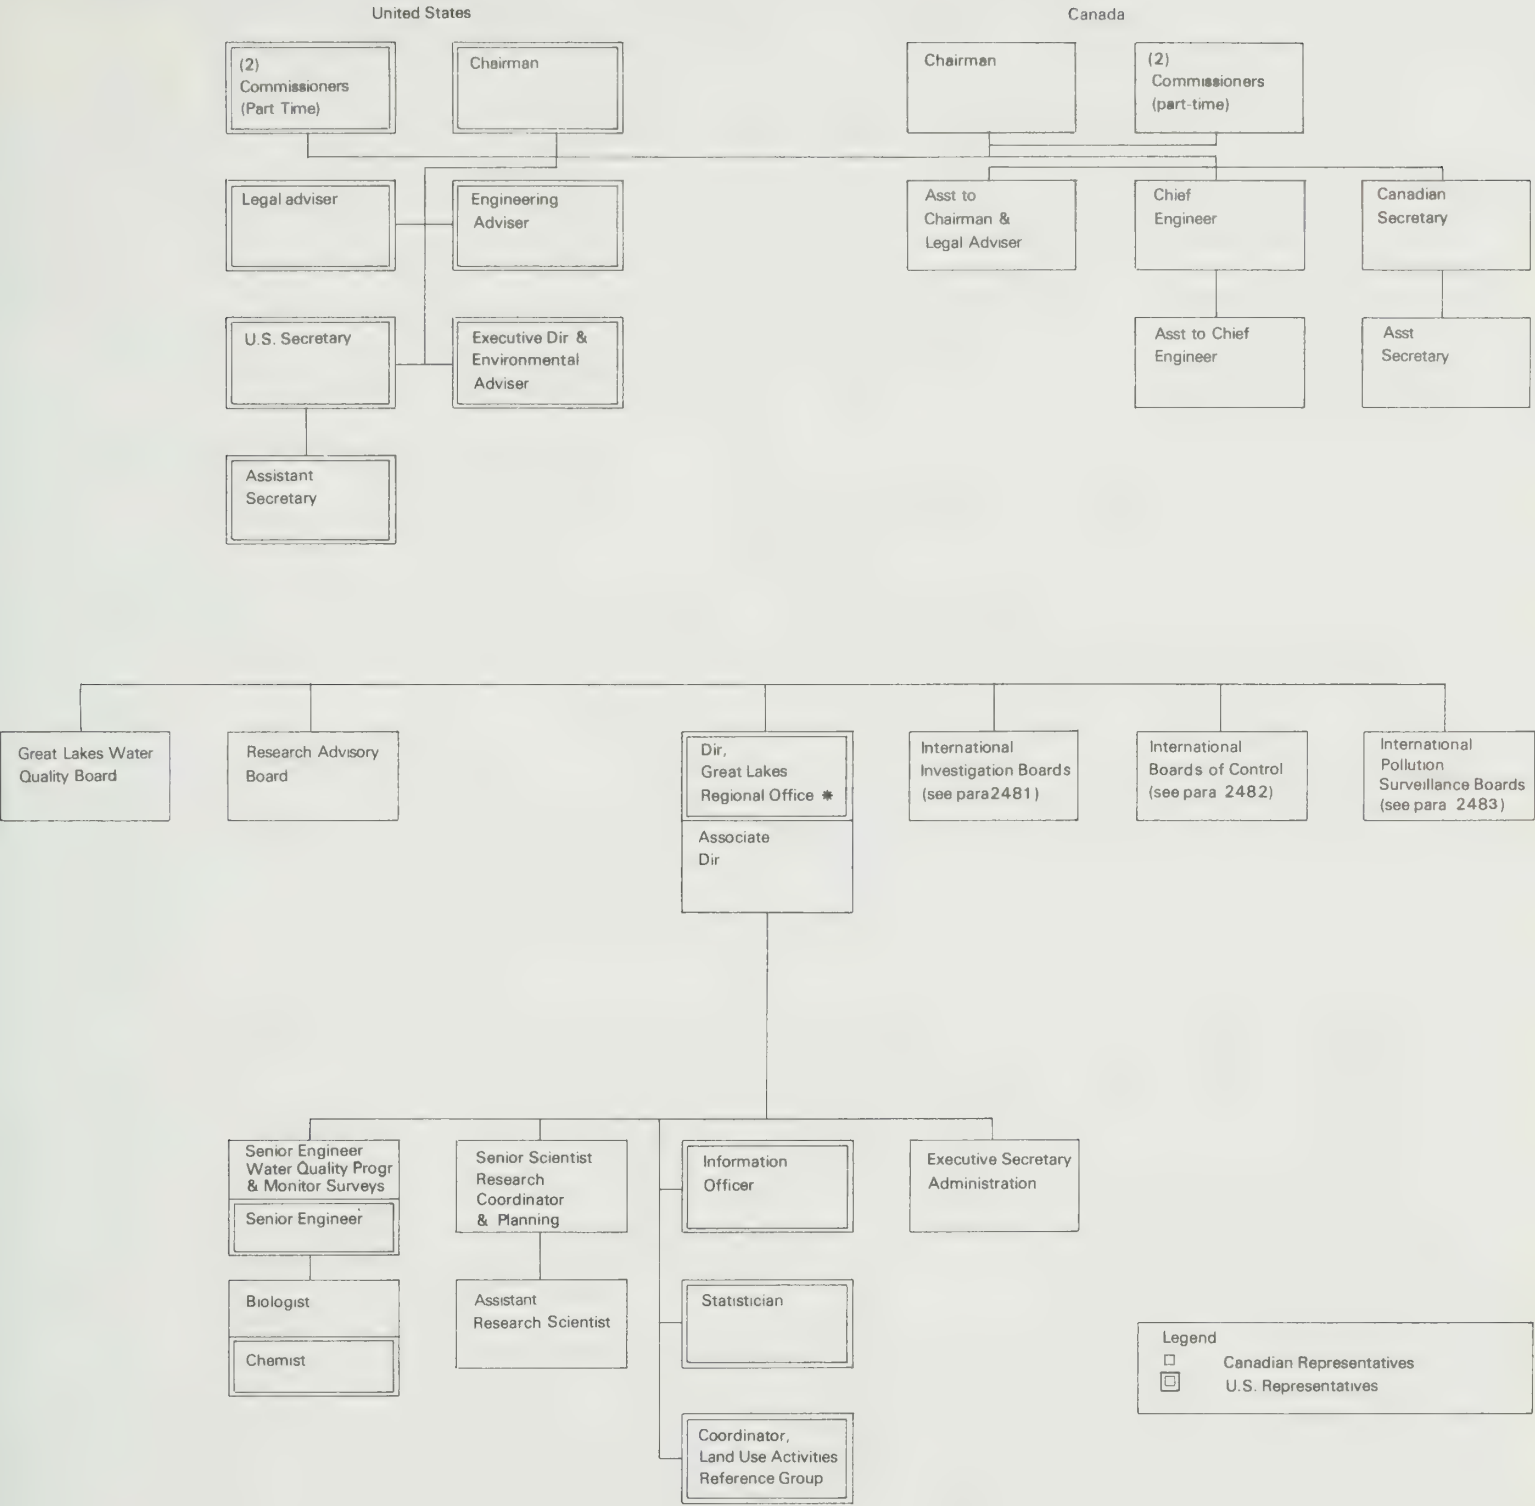 United States
Canada
(2)
Commissioners
(Part Time)
Chairman
Chairman
(2)
Commissioners
(part-time)
Legal adviser
Engineering
Adviser
Asst to
Chairman &
Legal Adviser
Chief
Engineer
Canadian
Secretary
U.S. Secretary
Executive Dir &
Environmental
Adviser
Asst to Chief
Engineer
Asst
Secretary
Assistant
Secretary
Great Lakes Water
Quality Board
Research Advisory
Board
Dir,
Great Lakes
Regional Office *
Associate
Dir
International
Investigation Boards
(see para2481)
International
Boards of Control
(see para 2482)
International
Pollution
Surveillance Boards
(see para 2483)
Senior Engineer
Water Quality Progr
& Monitor Surveys
Senior Engineer
Senior Scientist
Research
Coordinator
& Planning
Information
Officer
Executive Secretary
Administration
Biologist
Chemist
Assistant
Research Scientist
Statistician
Coordinator,
Land Use Activities
Reference Group
Legend
Canadian Representatives
U.S. Representatives